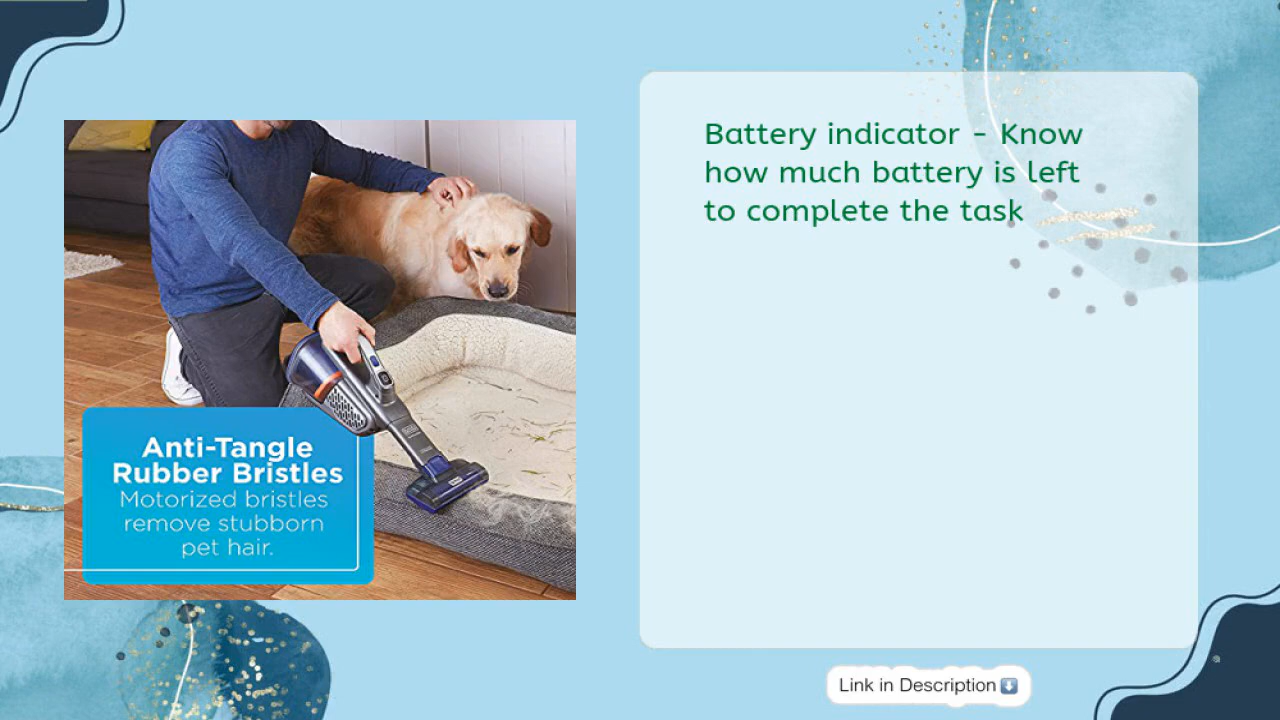 Anti-Tangle
Rubber Bristles
Motorized bristles
remove stubborn
pet hair.
Battery indicator - Know
how much battery is left
to complete the task
Link in Description